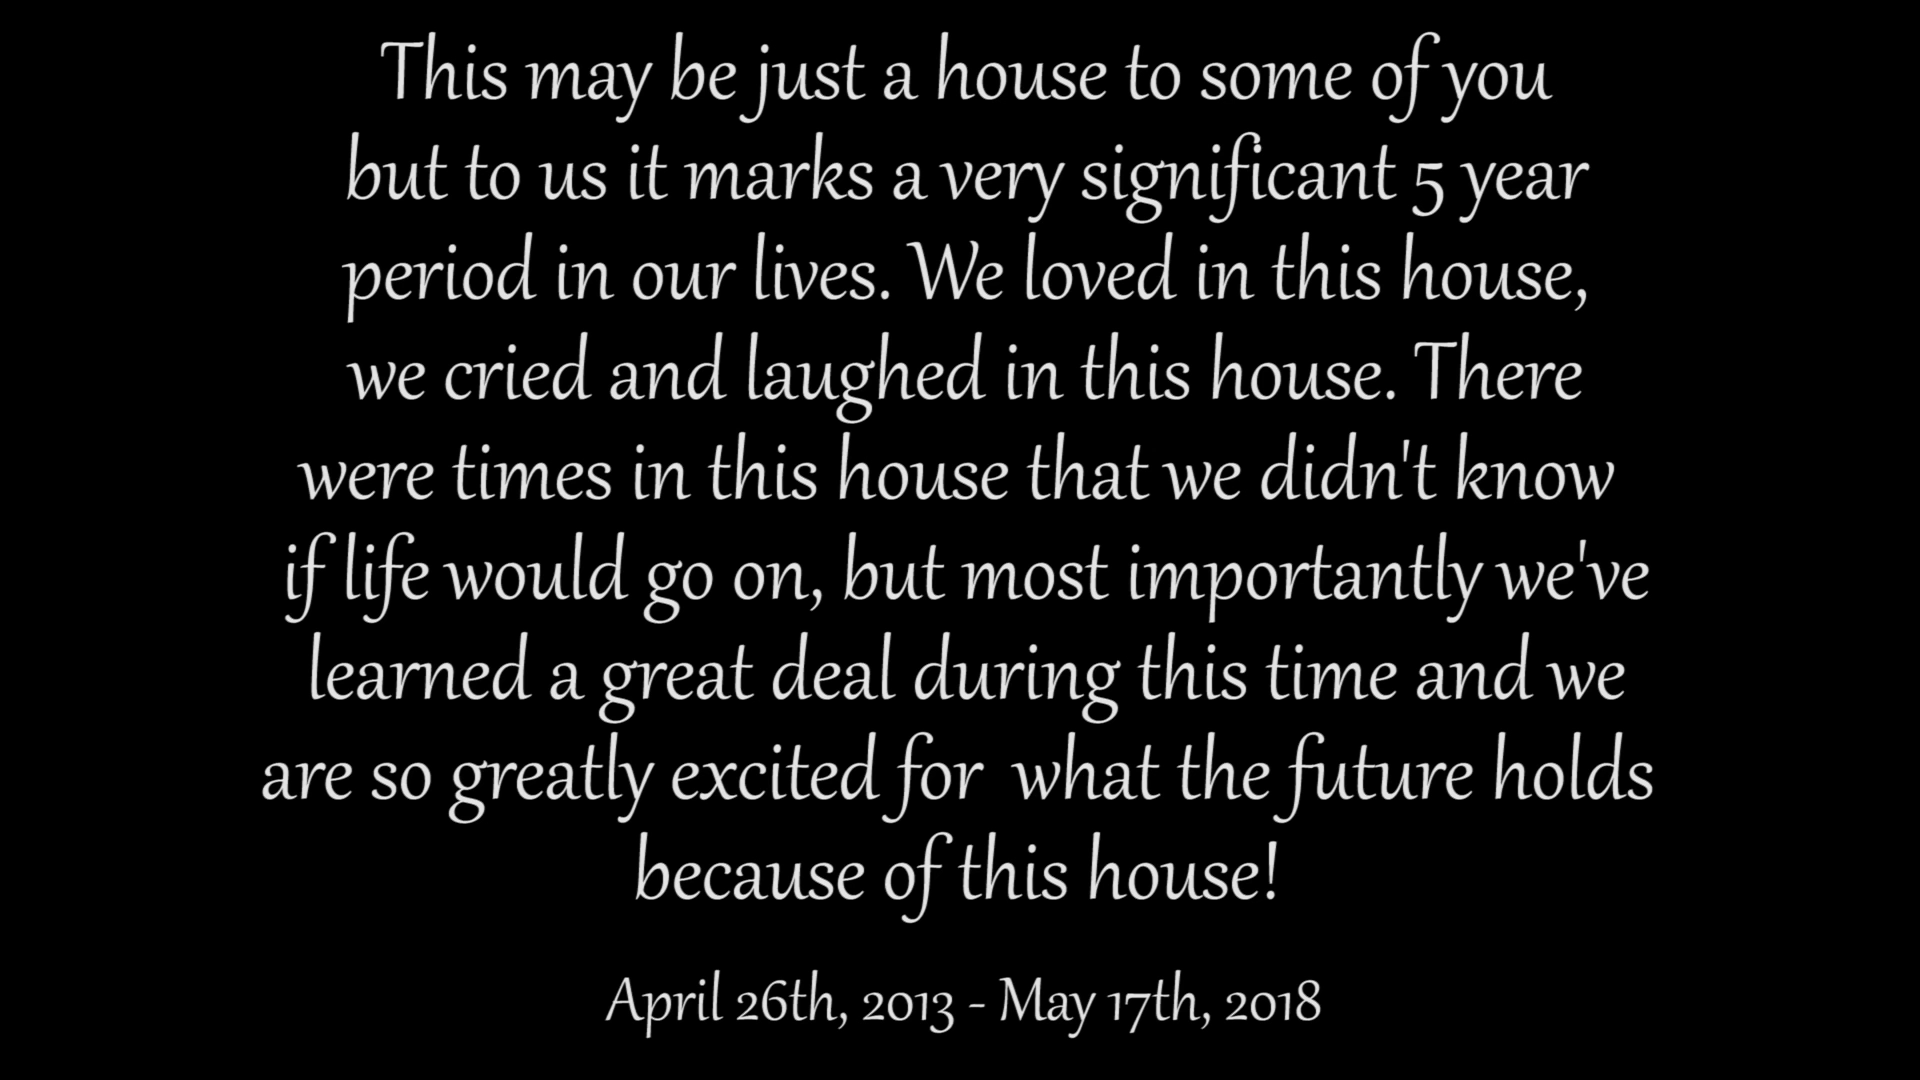 This may be just a house to some of you
but to us it marks a very significant 5 year
period in our lives. We loved in this house,
we cried and laughed in this house. There
were times in this house that we didn't know
if life would go on, but most importantly we've
learned a great deal during this time and we
are so greatly excited for  what the future holds
because of this house!
April 26th, 2013 - May 17th, 2018